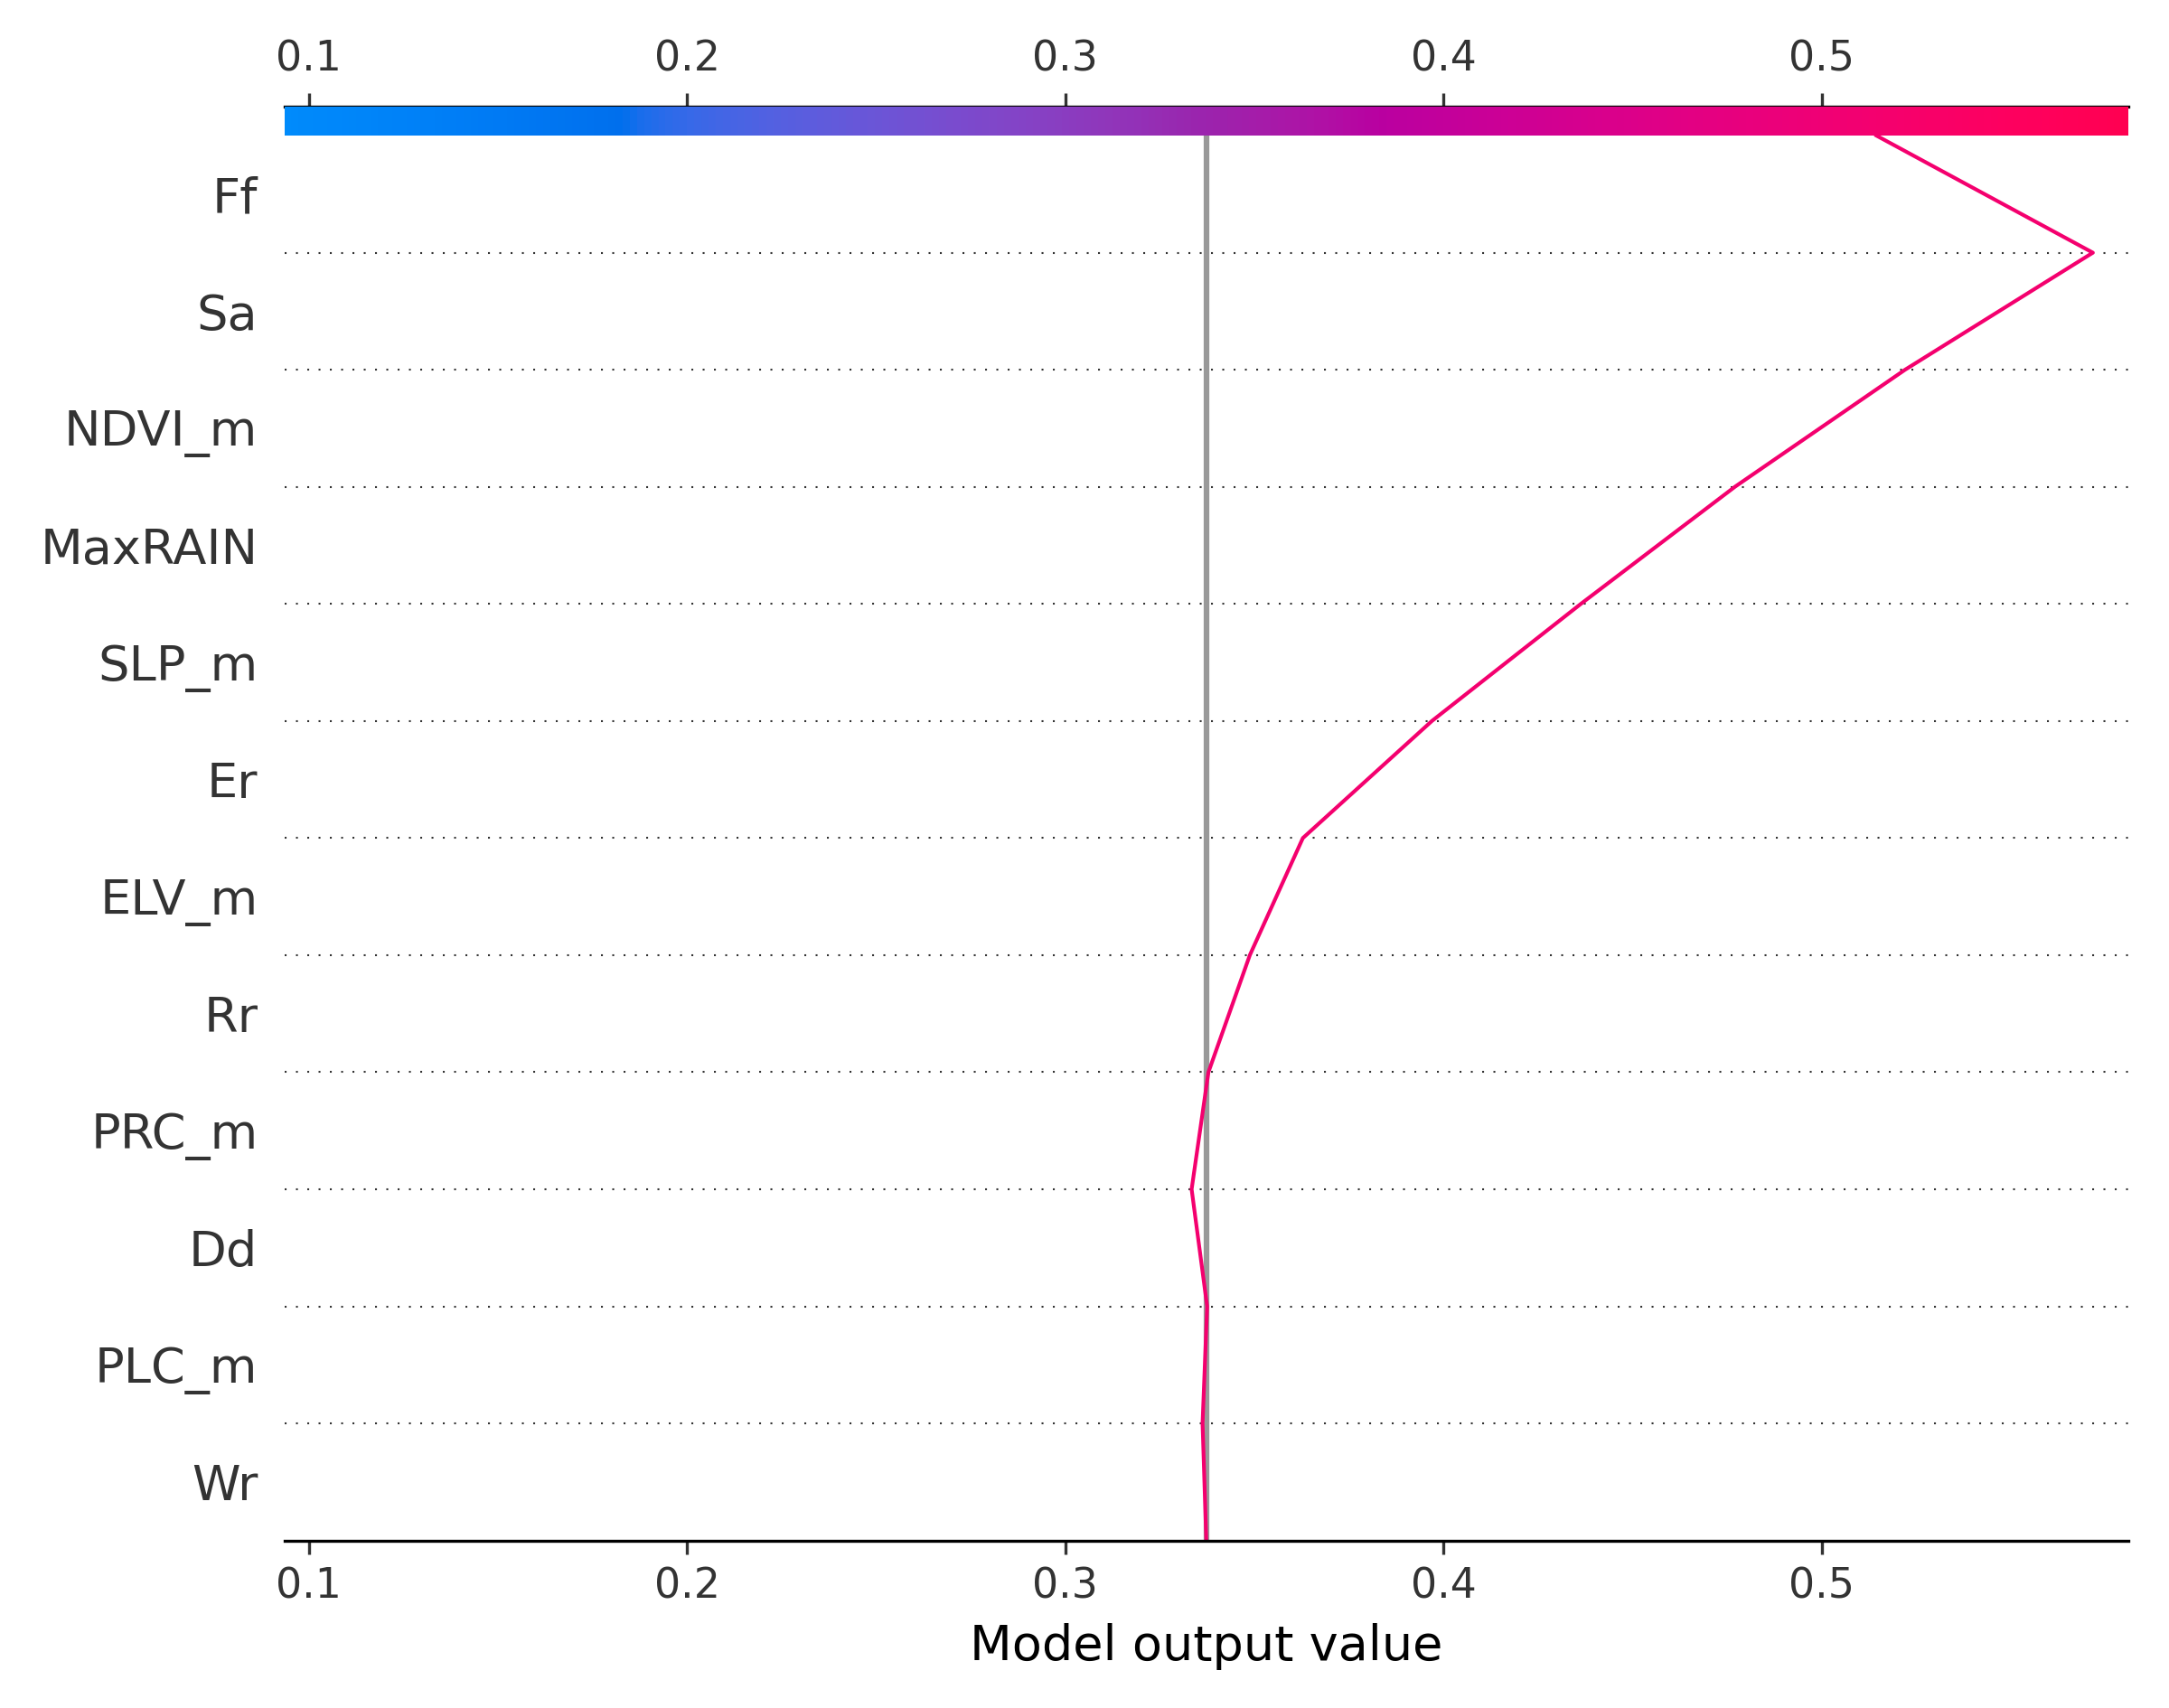 0.1 0.2 0.3 0.4 0.5
Ff
Sa
NDVI_m
MaxRAIN
SLP_m
Er
ELV_m
Rr
PRC_m
Dd
PLC_m
Wr
0.1 0.2 0.3 0.4 0.5
Model output value